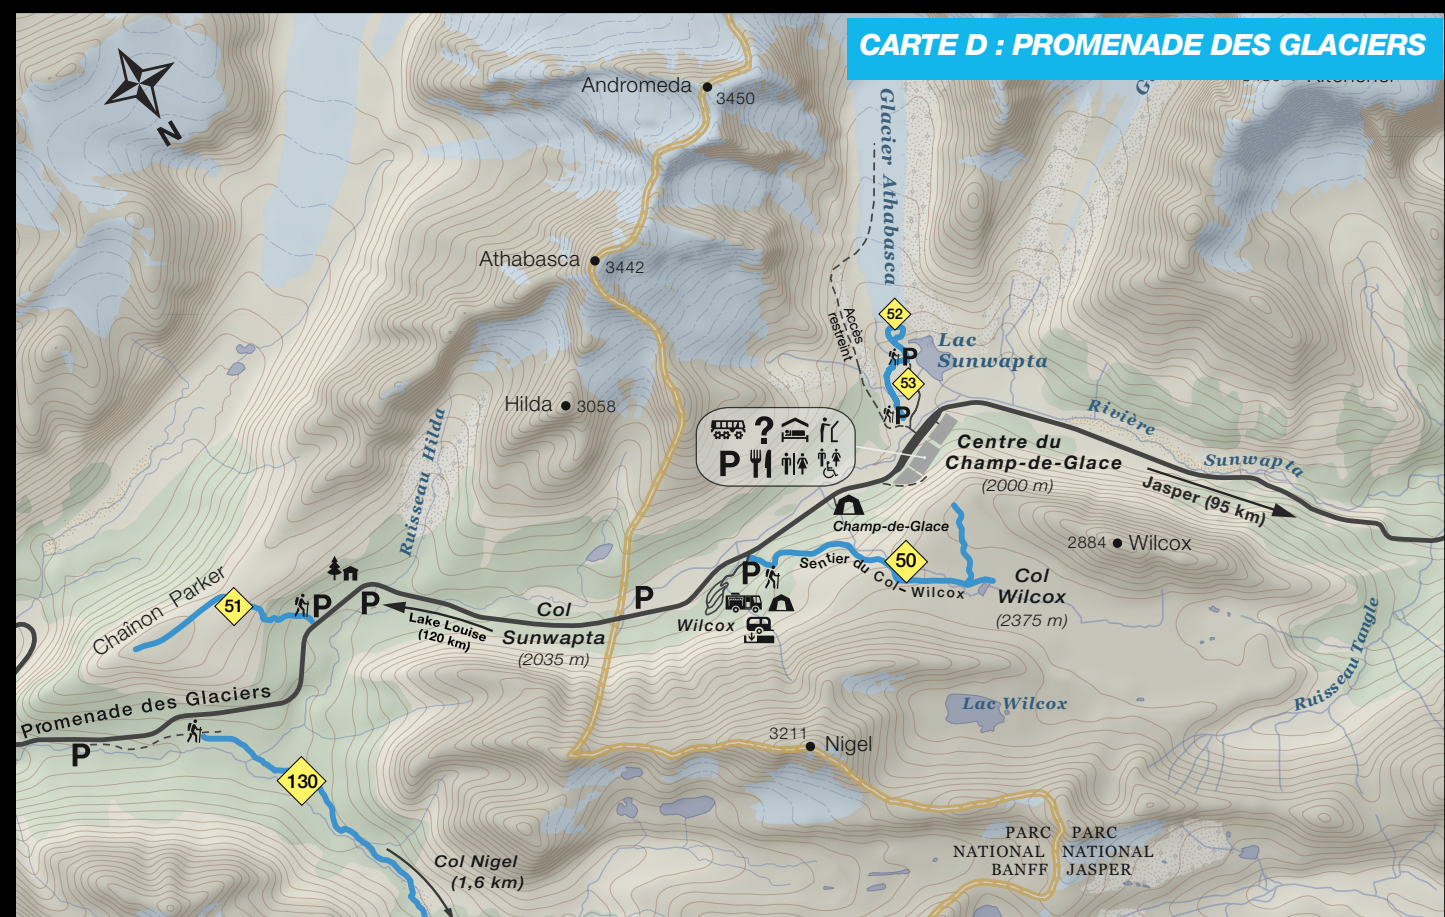 CARTE D : PROMENADE DES GLACIERS
N
Andromeda
3450
Glacier Athabasca
Athabasca
3442
52
Accès
restreint
Lac
Sunwapta
P
53
Hilda
3058
P
Rivière
Sunwapta
?
P
Centre du
Champ-de-Glace
(2000 m)
Jasper (95 km)
Ruisseau Hilda
Champ-de-Glace
2884
Wilcox
50
Sentier du Col-Wilcox
Col
Wilcox
(2375 m)
P
Wilcox
P
Chaînon Parker
51
P
P
Lake Louise
(120 km)
Col
Sunwapta
(2035 m)
Ruisseau Tangle
Promenade des Glaciers
P
Lac Wilcox
3211
Nigel
130
Col Nigel
(1,6 km)
PARC
NATIONAL
BANFF
PARC
NATIONAL
JASPER